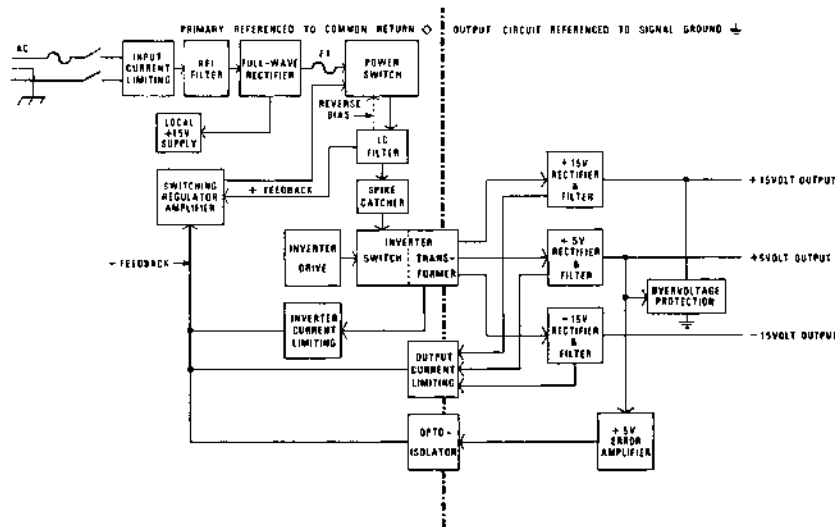 PRIMARY REFERENCED TO COMMON RETURN
OUTPUT CIRCUIT REFERENCED TO SIGNAL GROUND
AC
INPUT
CURRENT
LIMITING
RFI
FILTER
FULL-WAVE
RECTIFIER
F1
POWER
SWITCH
REVERSE
BIAS
LOCAL
+15V
SUPPLY
LC
FILTER
SWITCHING
REGULATOR
AMPLIFIER
+ FEEDBACK
SPIKE
CATCHER
+15V
RECTIFIER
&
FILTER
+15VOLT OUTPUT
INVERTER
DRIVE
INVERTER
SWITCH
TRANS-
FORMER
+5V
RECTIFIER
&
FILTER
+5VOLT OUTPUT
- FEEDBACK
OVERVOLTAGE
PROTECTION
INVERTER
CURRENT
LIMITING
-15V
RECTIFIER
&
FILTER
-15VOLT OUTPUT
OUTPUT
CURRENT
LIMITING
OPTO-
ISOLATOR
+5V
ERROR
AMPLIFIER